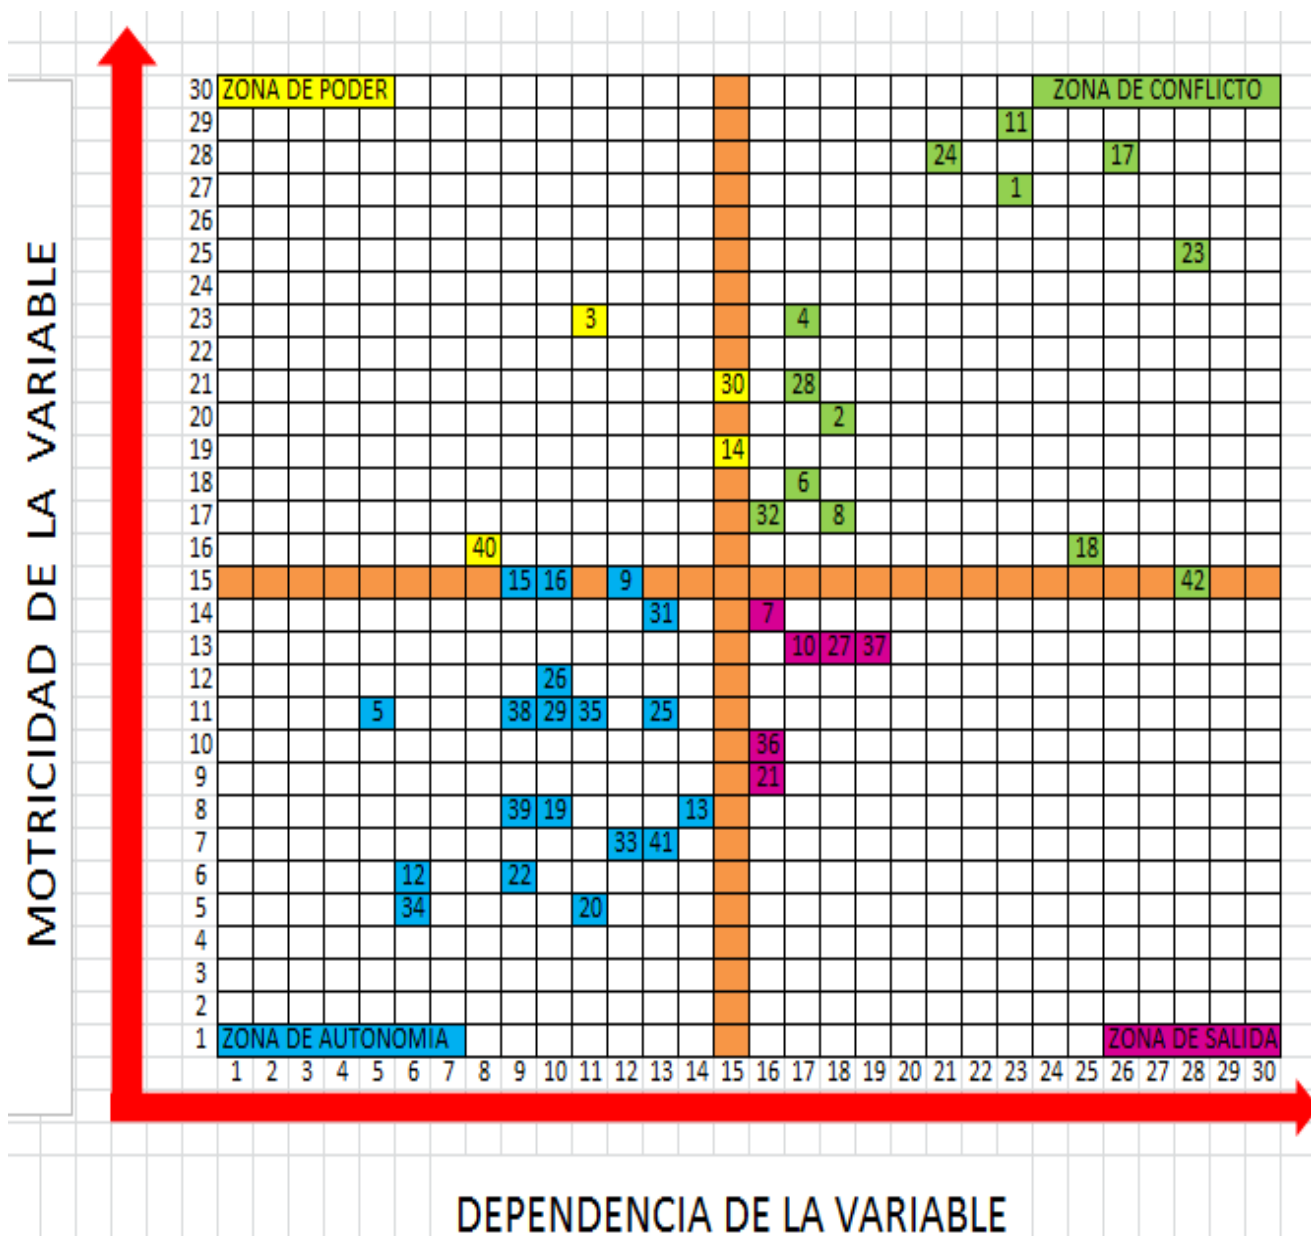 MOTRICIDAD DE LA VARIABLE
30 ZONA DE PODER ZONA DE CONFLICTO
29 11
28 24 17
27 1
26
25 23
24
23 3 4
22
21 30 28
20 2
19 14
18 6
17 32 8
16 40 18
15 15 16 9 42
14 31 7
13 10 27 37
12 26
11 5 38 29 35 25
10 36
9 21
8 39 19 13
7 33 41
6 12 22
5 34 20
4
3
2
1 ZONA DE AUTONOMIA ZONA DE SALIDA
1 2 3 4 5 6 7 8 9 10 11 12 13 14 15 16 17 18 19 20 21 22 23 24 25 26 27 28 29 30
DEPENDENCIA DE LA VARIABLE